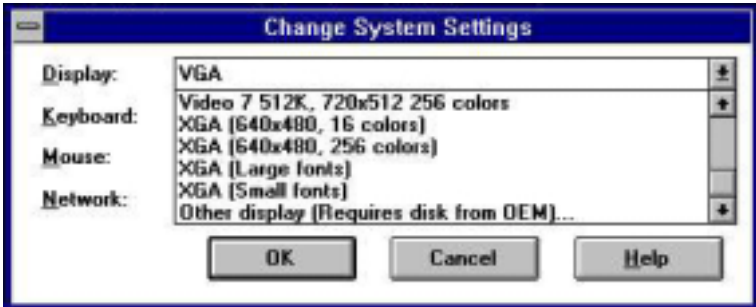 Change System Settings
Display:
VGA
Video 7 512K, 720x512 256 colors
Keyboard:
XGA (640x480, 16 colors)
XGA (640x480, 256 colors)
Mouse:
XGA (Large fonts)
XGA (Small fonts)
Network:
Other display (Requires disk from OEM)...
OK
Cancel
Help